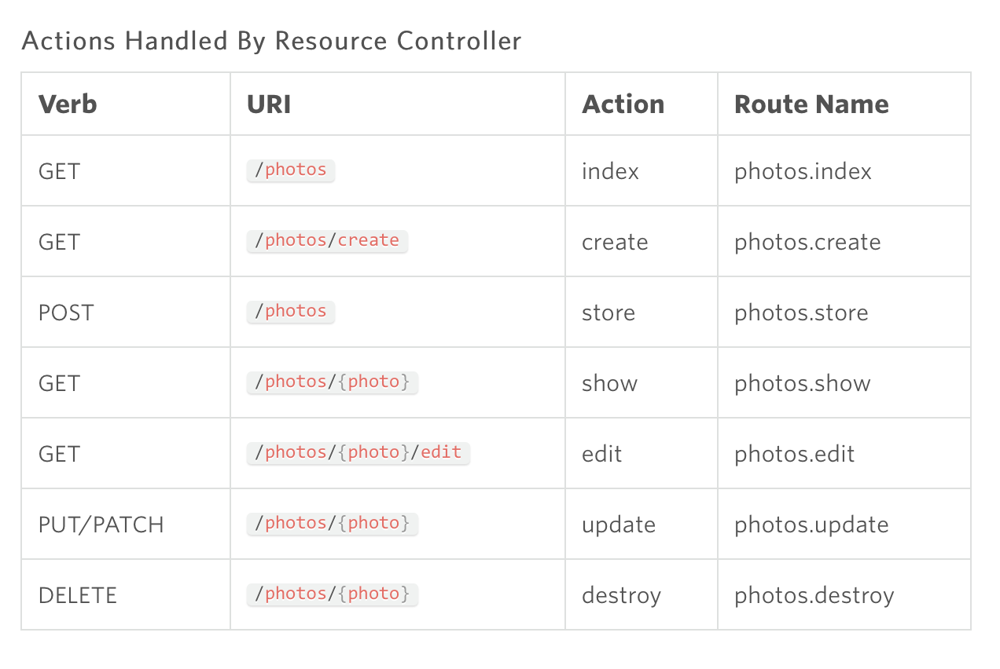 Actions Handled By Resource Controller
Verb URI Action Route Name
GET /photos index photos.index
GET /photos/create create photos.create
POST /photos store photos.store
GET /photos/{photo} show photos.show
GET /photos/{photo}/edit edit photos.edit
PUT/PATCH /photos/{photo} update photos.update
DELETE /photos/{photo} destroy photos.destroy